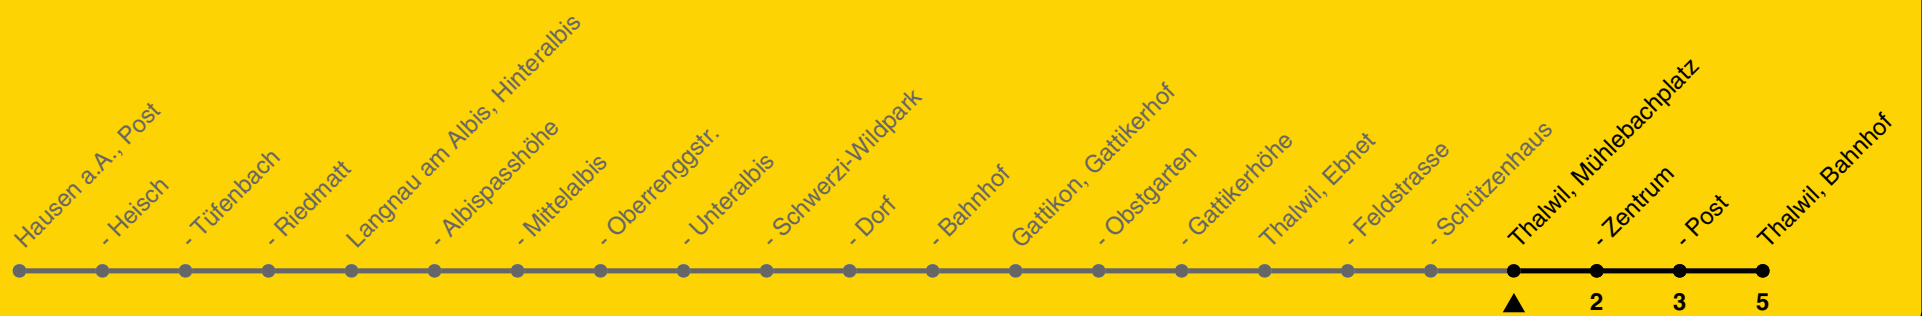 Hausen a.A., Post
- Heisch
- Tüfenbach
- Riedmatt
Langnau am Albis, Hinteralbis
- Albispasshöhe
- Mittelalbis
- Oberrenggstr.
- Unteralbis
- Schwerzi-Wildpark
- Dorf
- Bahnhof
Gattikon, Gattikerhof
- Obstgarten
- Gattikerhöhe
Thalwil, Ebnet
- Feldstrasse
- Schützenhaus
Thalwil, Mühlebachplatz
- Zentrum
- Post
Thalwil, Bahnhof
2 3 5